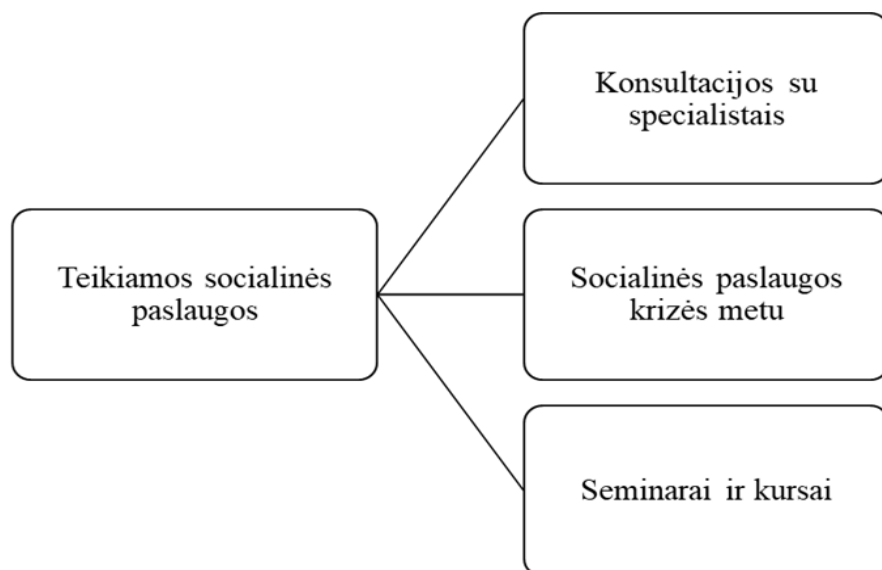 Konsultacijos su
specialistais
Teikiamos socialinės
paslaugos
Socialinės paslaugos
krizės metu
Seminarai ir kursai